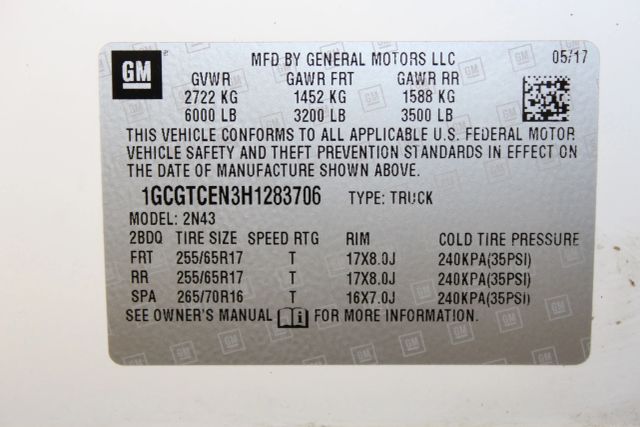 GM MFD BY GENERAL MOTORS LLC 05/17
GVWR GAWR FRT GAWR RR
2722 KG 1452 KG 1588 KG
6000 LB 3200 LB 3500 LB
THIS VEHICLE CONFORMS TO ALL APPLICABLE U.S. FEDERAL MOTOR
VEHICLE SAFETY AND THEFT PREVENTION STANDARDS IN EFFECT ON
THE DATE OF MANUFACTURE SHOWN ABOVE.
1GCGTCEN3H1283706 TYPE: TRUCK
MODEL: 2N43
2BDQ TIRE SIZE SPEED RTG RIM COLD TIRE PRESSURE
FRT 255/65R17 T 17X8.0J 240KPA(35PSI)
RR 255/65R17 T 17X8.0J 240KPA(35PSI)
SPA 265/70R16 T 16X7.0J 240KPA(35PSI)
SEE OWNER'S MANUAL FOR MORE INFORMATION.